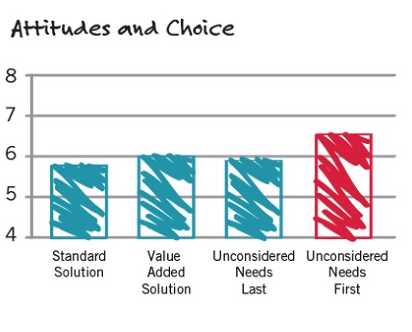 Attitudes and Choice
8
7
6
5
4
Standard
Solution
Value
Added
Solution
Unconsidered
Needs
Last
Unconsidered
Needs
First